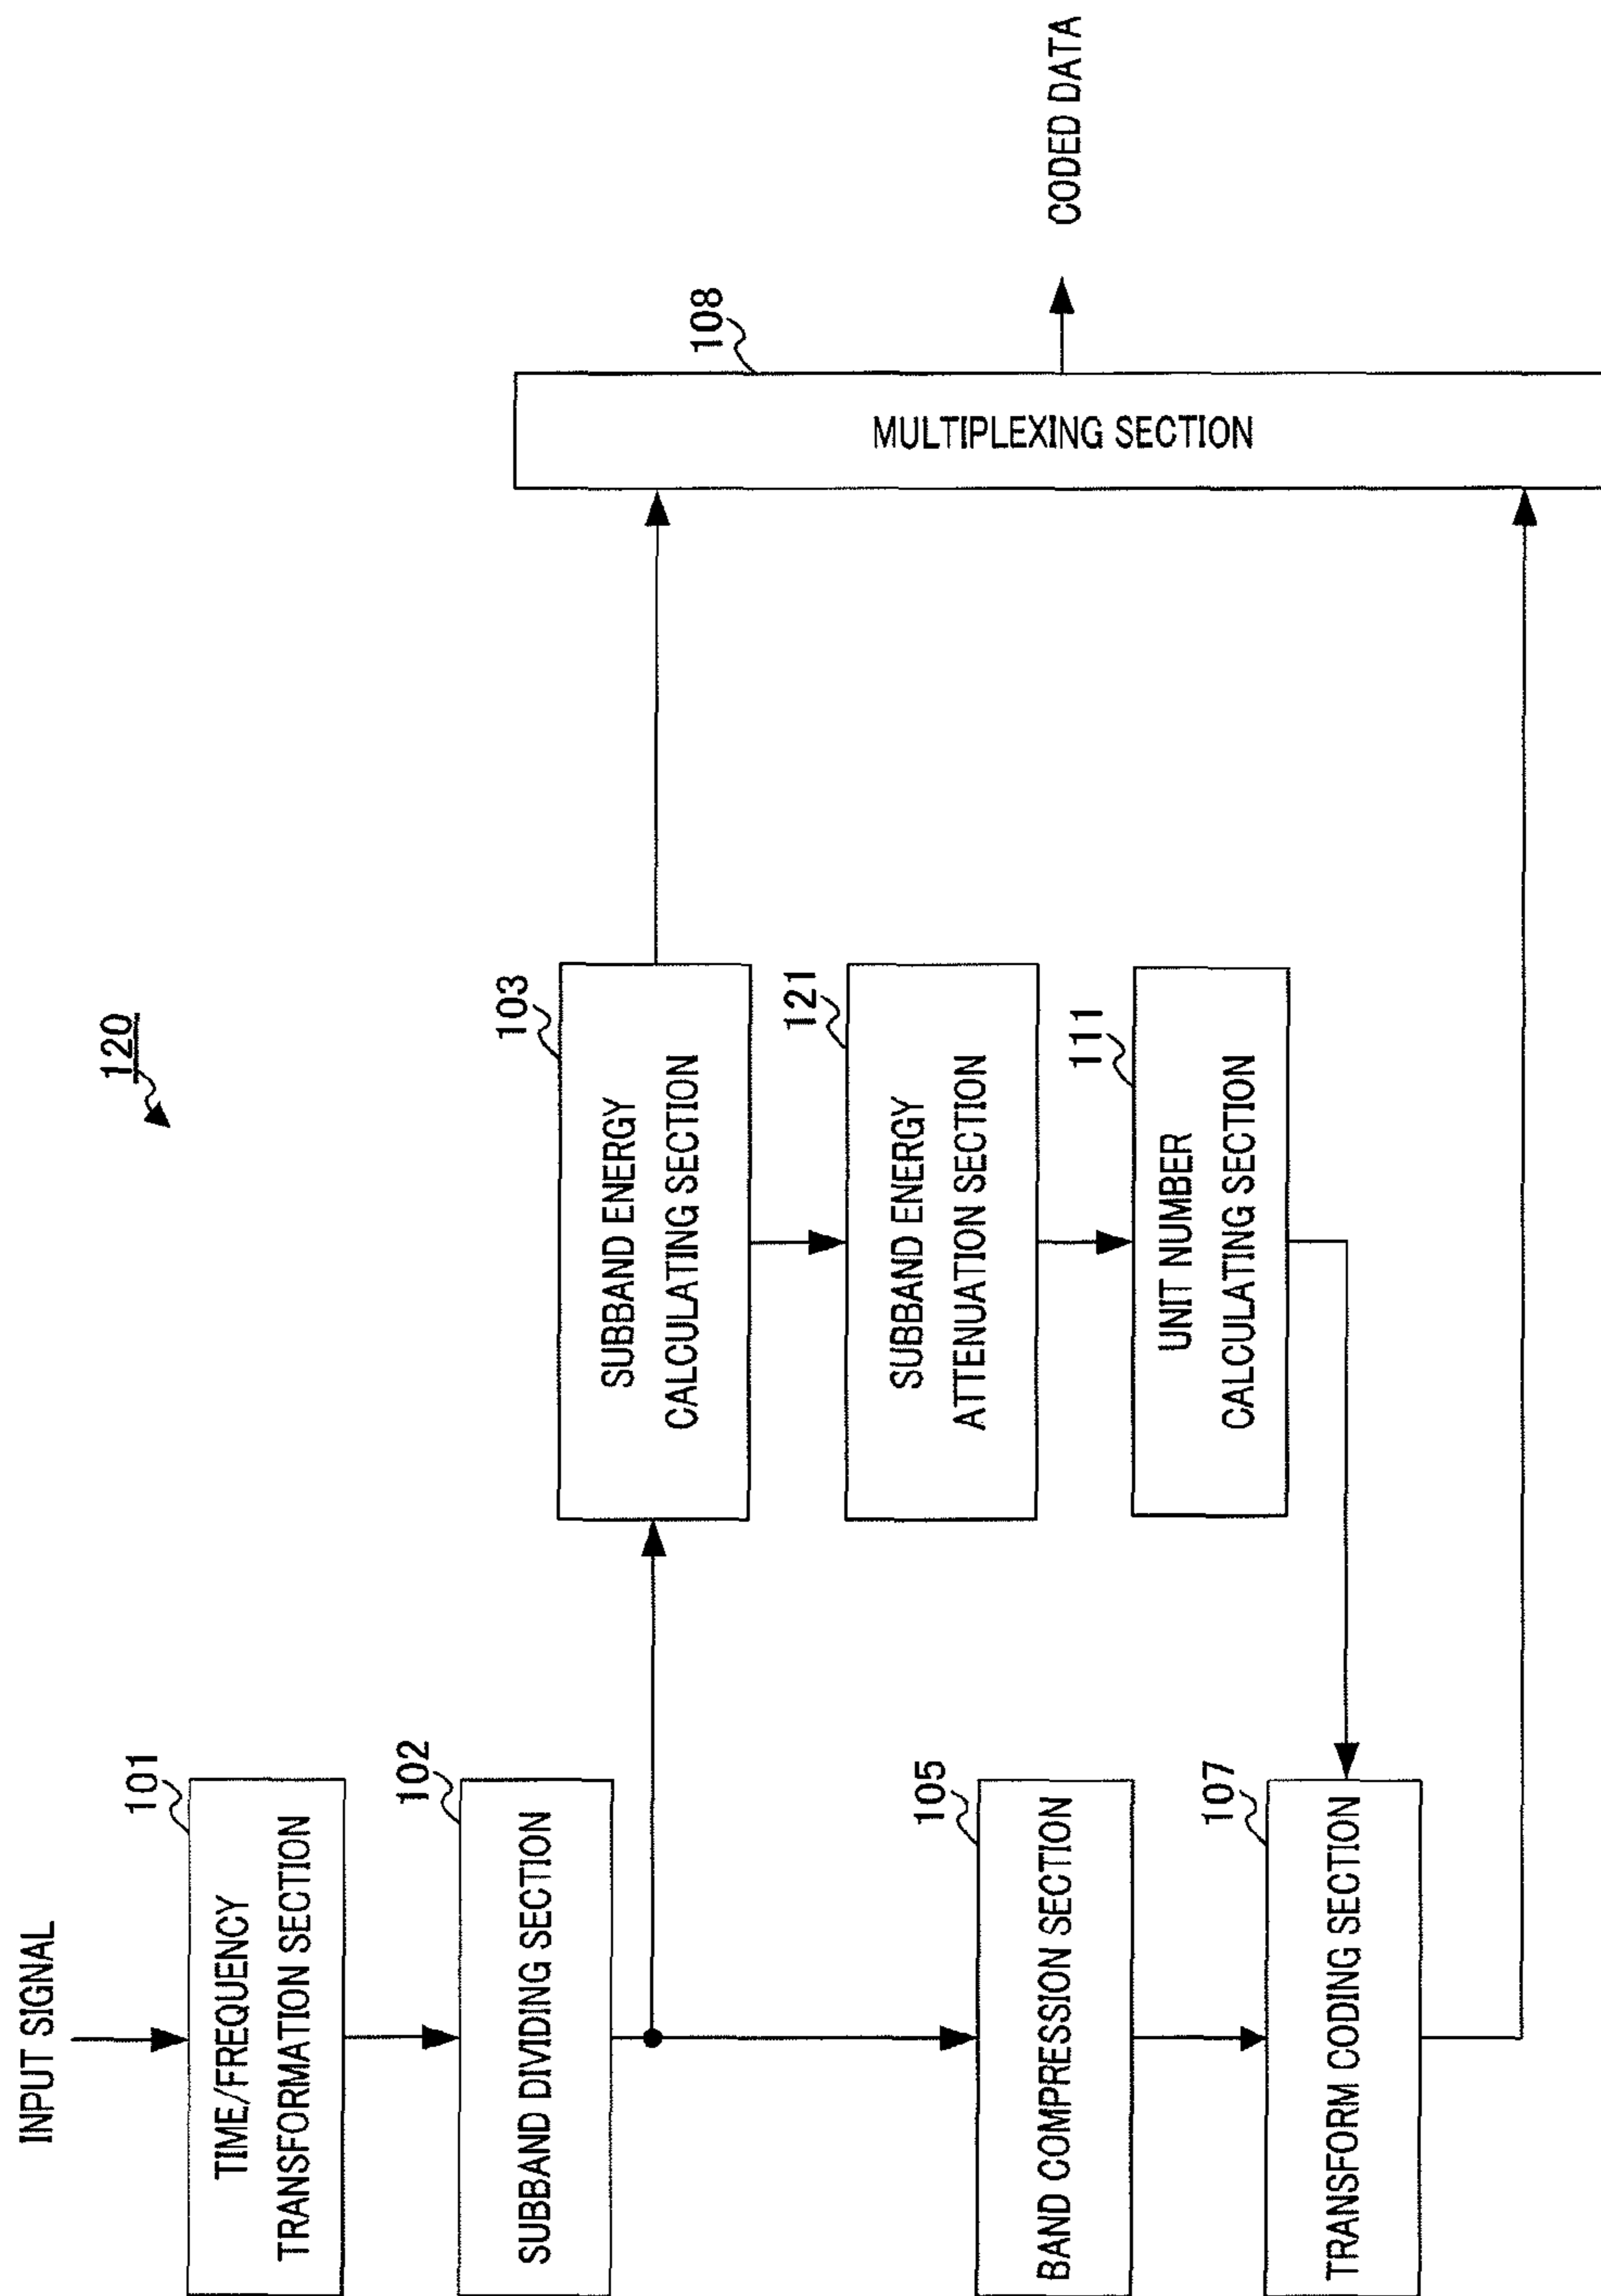 120
INPUT SIGNAL
101
TIME/FREQUENCY
TRANSFORMATION SECTION
102
SUBBAND DIVIDING SECTION
103
SUBBAND ENERGY
CALCULATING SECTION
121
SUBBAND ENERGY
ATTENUATION SECTION
111
UNIT NUMBER
CALCULATING SECTION
105
BAND COMPRESSION SECTION
107
TRANSFORM CODING SECTION
108
MULTIPLEXING SECTION
CODED DATA